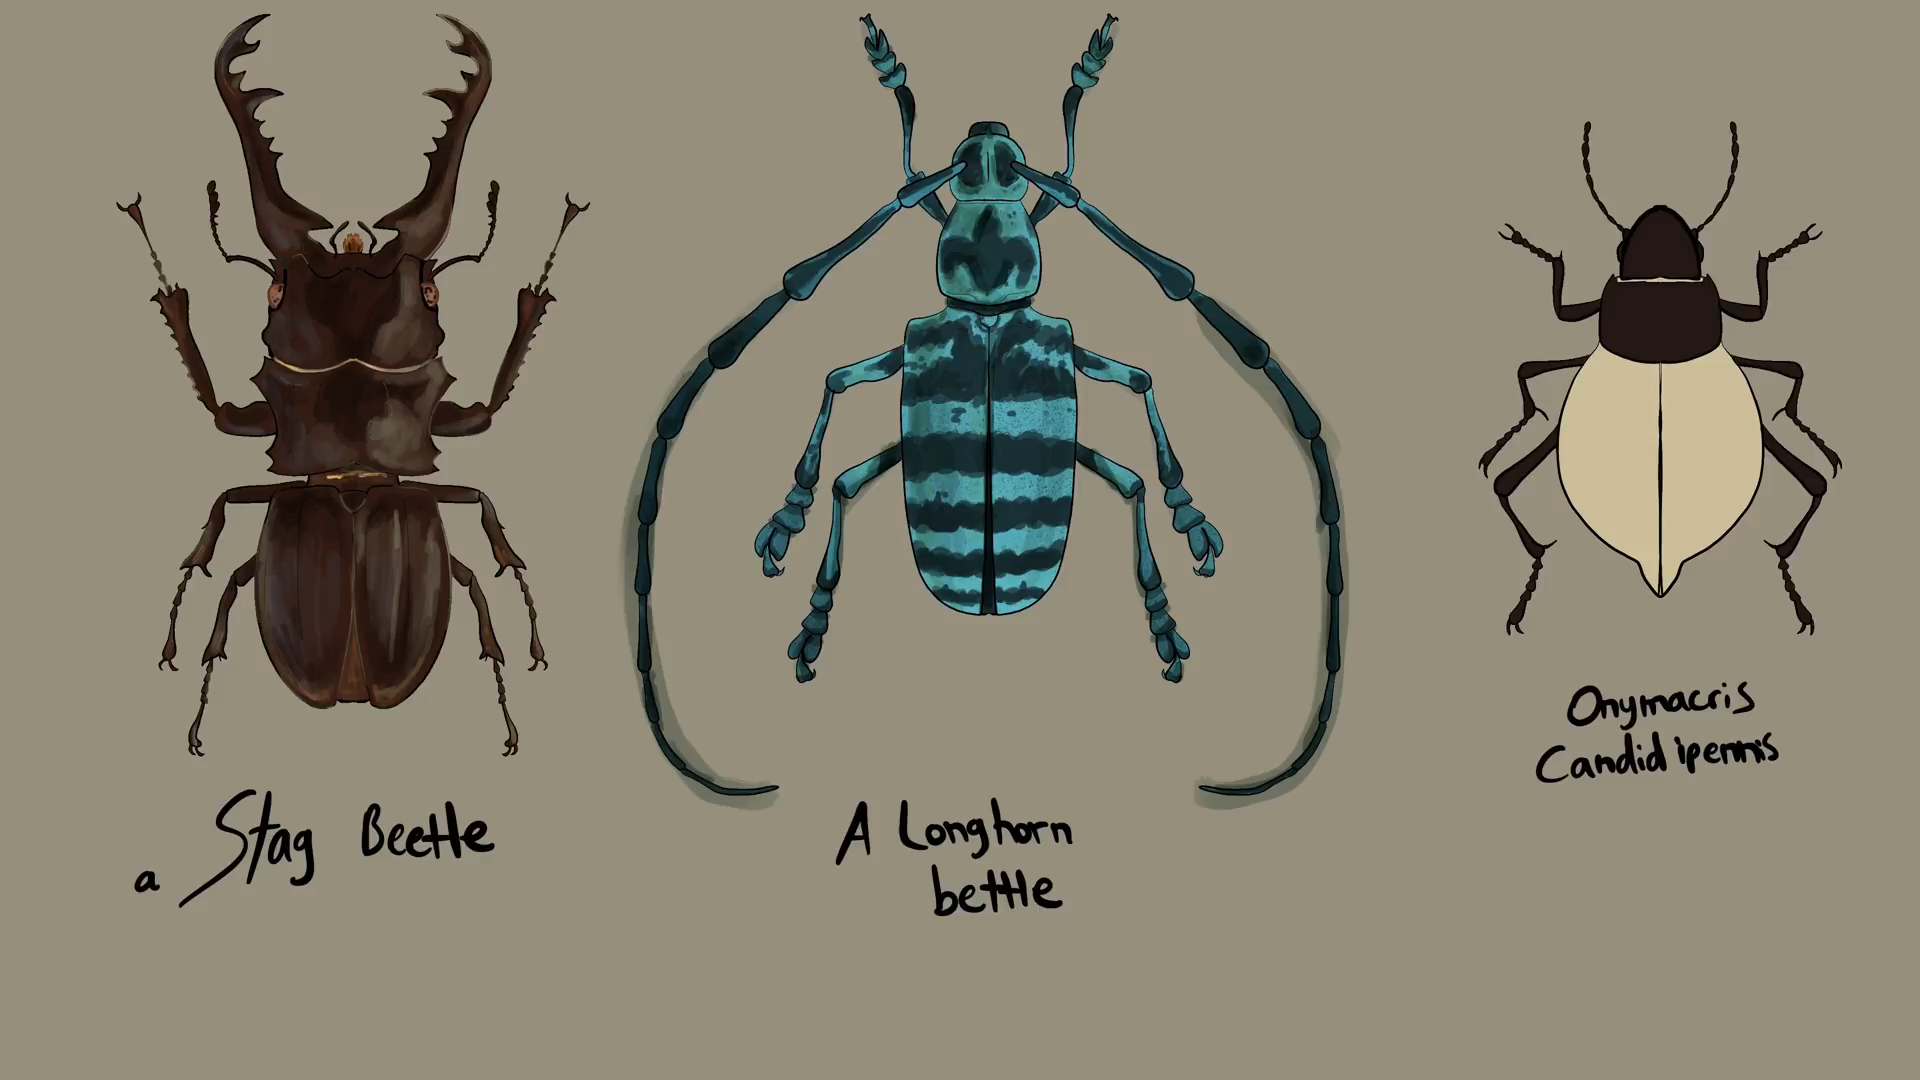 a Stag Beetle
A Longhorn
bettle
Onymacris
Candidipennis